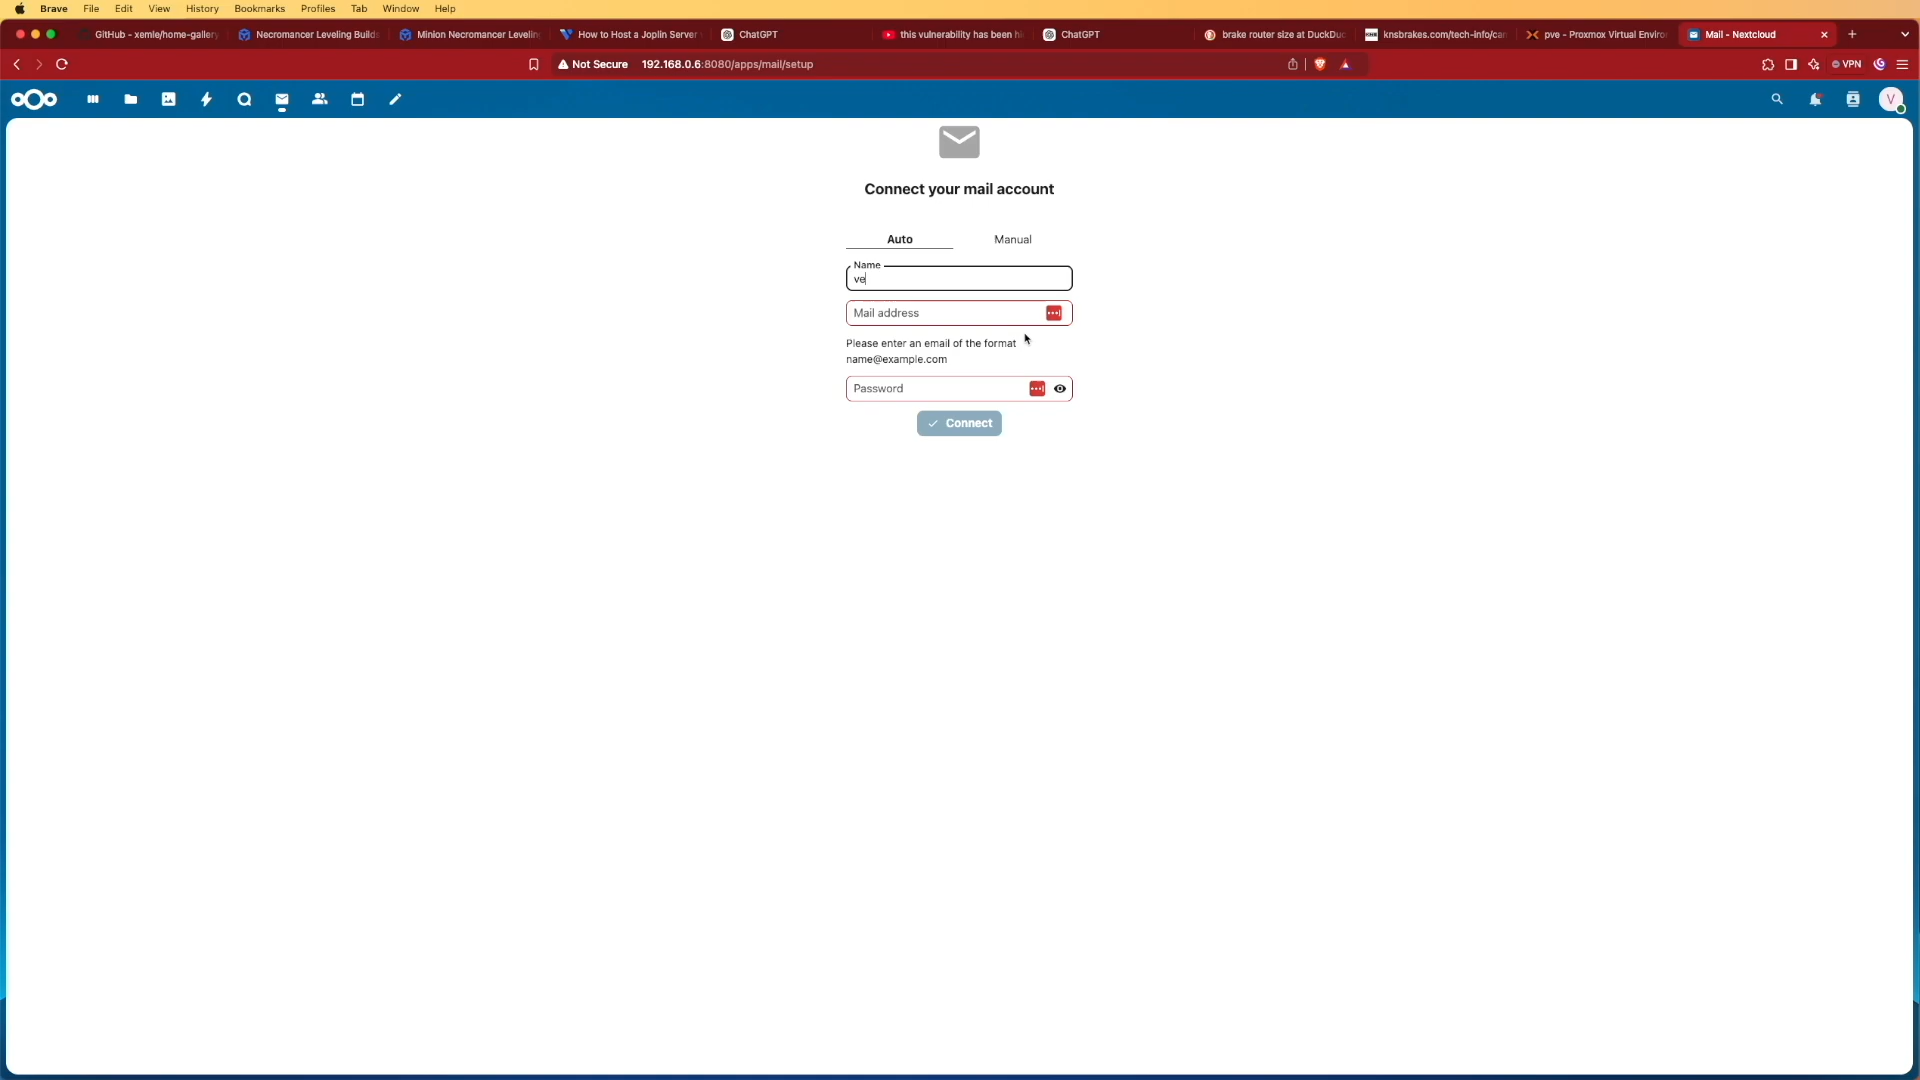 Brave File Edit View History Bookmarks Profiles Tab Window Help
GitHub - xemle/home-gallery Necromancer Leveling Builds Minion Necromancer Leveling How to Host a Joplin Server ChatGPT this vulnerability has been hi ChatGPT brake router size at DuckDuc knsbrakes.com/tech-info/car pve - Proxmox Virtual Enviro Mail - Nextcloud
Not Secure 192.168.0.6:8080/apps/mail/setup VPN
V
Connect your mail account
Auto Manual
Name
ve
Mail address
Please enter an email of the format
name@example.com
Password
Connect